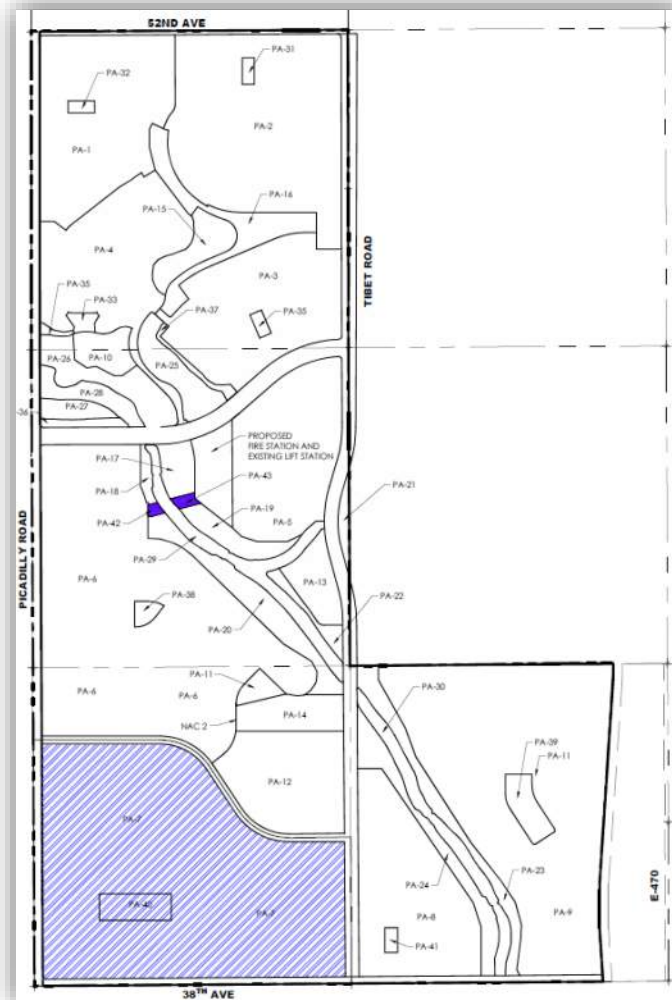 52ND AVE
PA-31
PA-32
PA-2
PA-1
PA-16
PA-15
TIBET ROAD
PA-4
PA-3
PA-35
PA-33
PA-37
PA-35
PA-26
PA-10
PA-25
PA-28
PA-27
-36
PROPOSED
FIRE STATION AND
EXISTING LIFT STATION
PA-17
PA-43
PA-21
PA-18
PA-19
PA-42
PA-5
PA-29
PICADILLY ROAD
PA-6
PA-13
PA-38
PA-22
PA-20
PA-11
PA-30
PA-6
PA-6
PA-14
NAC 2
PA-39
PA-11
PA-12
PA-7
PA-23
PA-24
E-470
PA-40
PA-7
PA-8
PA-9
PA-41
38TH AVE